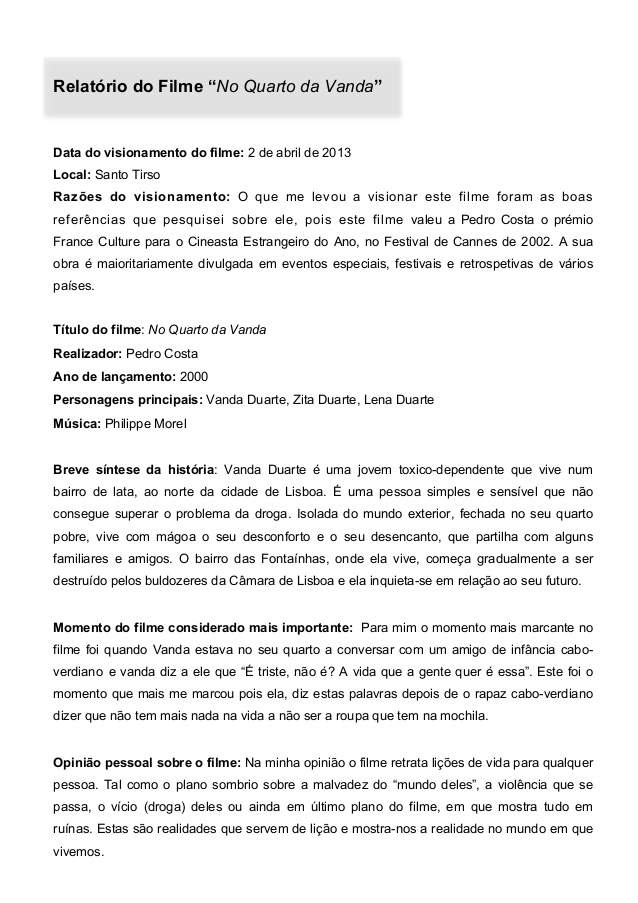 Relatório do Filme “No Quarto da Vanda”
Data do visionamento do filme: 2 de abril de 2013
Local: Santo Tirso
Razões do visionamento: O que me levou a visionar este filme foram as boas
referências que pesquisei sobre ele, pois este filme valeu a Pedro Costa o prémio
France Culture para o Cineasta Estrangeiro do Ano, no Festival de Cannes de 2002. A sua
obra é maioritariamente divulgada em eventos especiais, festivais e retrospetivas de vários
países.
Título do filme: No Quarto da Vanda
Realizador: Pedro Costa
Ano de lançamento: 2000
Personagens principais: Vanda Duarte, Zita Duarte, Lena Duarte
Música: Philippe Morel
Breve síntese da história: Vanda Duarte é uma jovem toxico-dependente que vive num
bairro de lata, ao norte da cidade de Lisboa. É uma pessoa simples e sensível que não
consegue superar o problema da droga. Isolada do mundo exterior, fechada no seu quarto
pobre, vive com mágoa o seu desconforto e o seu desencanto, que partilha com alguns
familiares e amigos. O bairro das Fontaínhas, onde ela vive, começa gradualmente a ser
destruído pelos buldozeres da Câmara de Lisboa e ela inquieta-se em relação ao seu futuro.
Momento do filme considerado mais importante: Para mim o momento mais marcante no
filme foi quando Vanda estava no seu quarto a conversar com um amigo de infância cabo-
verdiano e vanda diz a ele que “É triste, não é? A vida que a gente quer é essa”. Este foi o
momento que mais me marcou pois ela, diz estas palavras depois de o rapaz cabo-verdiano
dizer que não tem mais nada na vida a não ser a roupa que tem na mochila.
Opinião pessoal sobre o filme: Na minha opinião o filme retrata lições de vida para qualquer
pessoa. Tal como o plano sombrio sobre a malvadez do “mundo deles”, a violência que se
passa, o vício (droga) deles ou ainda em último plano do filme, em que mostra tudo em
ruínas. Estas são realidades que servem de lição e mostra-nos a realidade no mundo em que
vivemos.